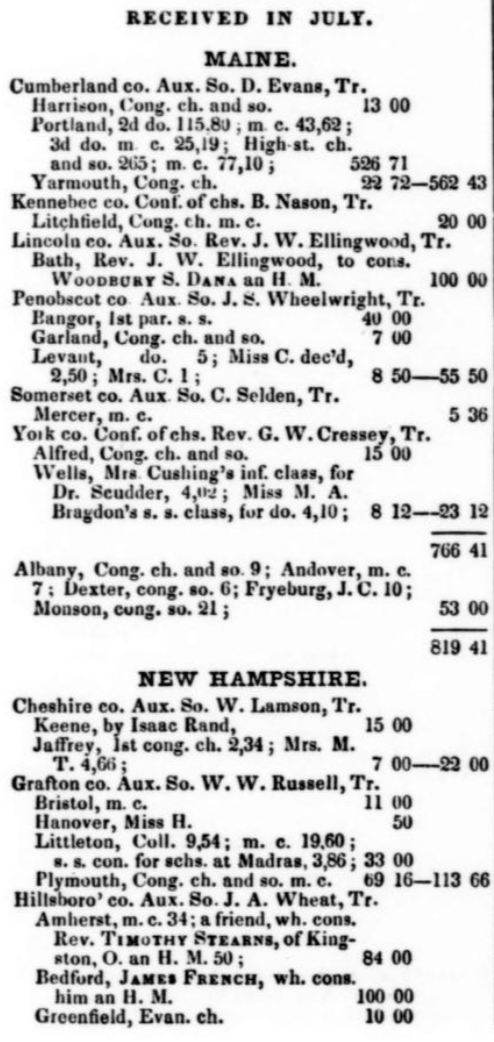 RECEIVED IN JULY.
MAINE.
Cumberland co. Aux. So. D. Evans, Tr.
Harrison, Cong. ch. and so. 13 00
Portland, 2d do. 115.80; m. c. 43,62;
3d do. m. c. 25,19; High-st. ch.
and so. 265; m. c. 77,10; 526 71
Yarmouth, Cong. ch. 22 72—562 43
Kennebec co. Conf. of chs. B. Nason, Tr.
Litchfield, Cong. ch. m. c. 20 00
Lincoln co. Aux. So. Rev. J. W. Ellingwood, Tr.
Bath, Rev. J. W. Ellingwood, to cons.
WOODBURY S. DANA an H. M. 100 00
Penobscot co. Aux. So. J. S. Wheelwright, Tr.
Bangor, 1st par. s. s. 40 00
Garland, Cong. ch. and so. 7 00
Levant, do. 5; Miss C. dec'd,
2,50; Mrs. C. 1; 8 50—55 50
Somerset co. Aux. So. C. Selden, Tr.
Mercer, m. c. 5 36
York co. Conf. of chs. Rev. G. W. Cressey, Tr.
Alfred, Cong. ch. and so. 15 00
Wells, Mrs. Cushing's inf. class, for
Dr. Scudder, 4,02; Miss M. A.
Bragdon's s. s. class, for do. 4,10; 8 12—23 12
766 41
Albany, Cong. ch. and so. 9; Andover, m. c.
7; Dexter, cong. so. 6; Fryeburg, J. C. 10;
Monson, cong. so. 21; 53 00
819 41
NEW HAMPSHIRE.
Cheshire co. Aux. So. W. Lamson, Tr.
Keene, by Isaac Rand, 15 00
Jaffrey, 1st cong. ch. 2,34; Mrs. M.
T. 4,66; 7 00—22 00
Grafton co. Aux. So. W. W. Russell, Tr.
Bristol, m. c. 11 00
Hanover, Miss H. 50
Littleton, Coll. 9,54; m. c. 19,60;
s. s. con. for schs. at Madras, 3,86; 33 00
Plymouth, Cong. ch. and so. m. c. 69 16—113 66
Hillsboro' co. Aux. So. J. A. Wheat, Tr.
Amherst, m. c. 34; a friend, wh. cons.
Rev. TIMOTHY STEARNS, of King-
ston, O. an H. M. 50; 84 00
Bedford, JAMES FRENCH, wh. cons.
him an H. M. 100 00
Greenfield, Evan. ch. 10 00